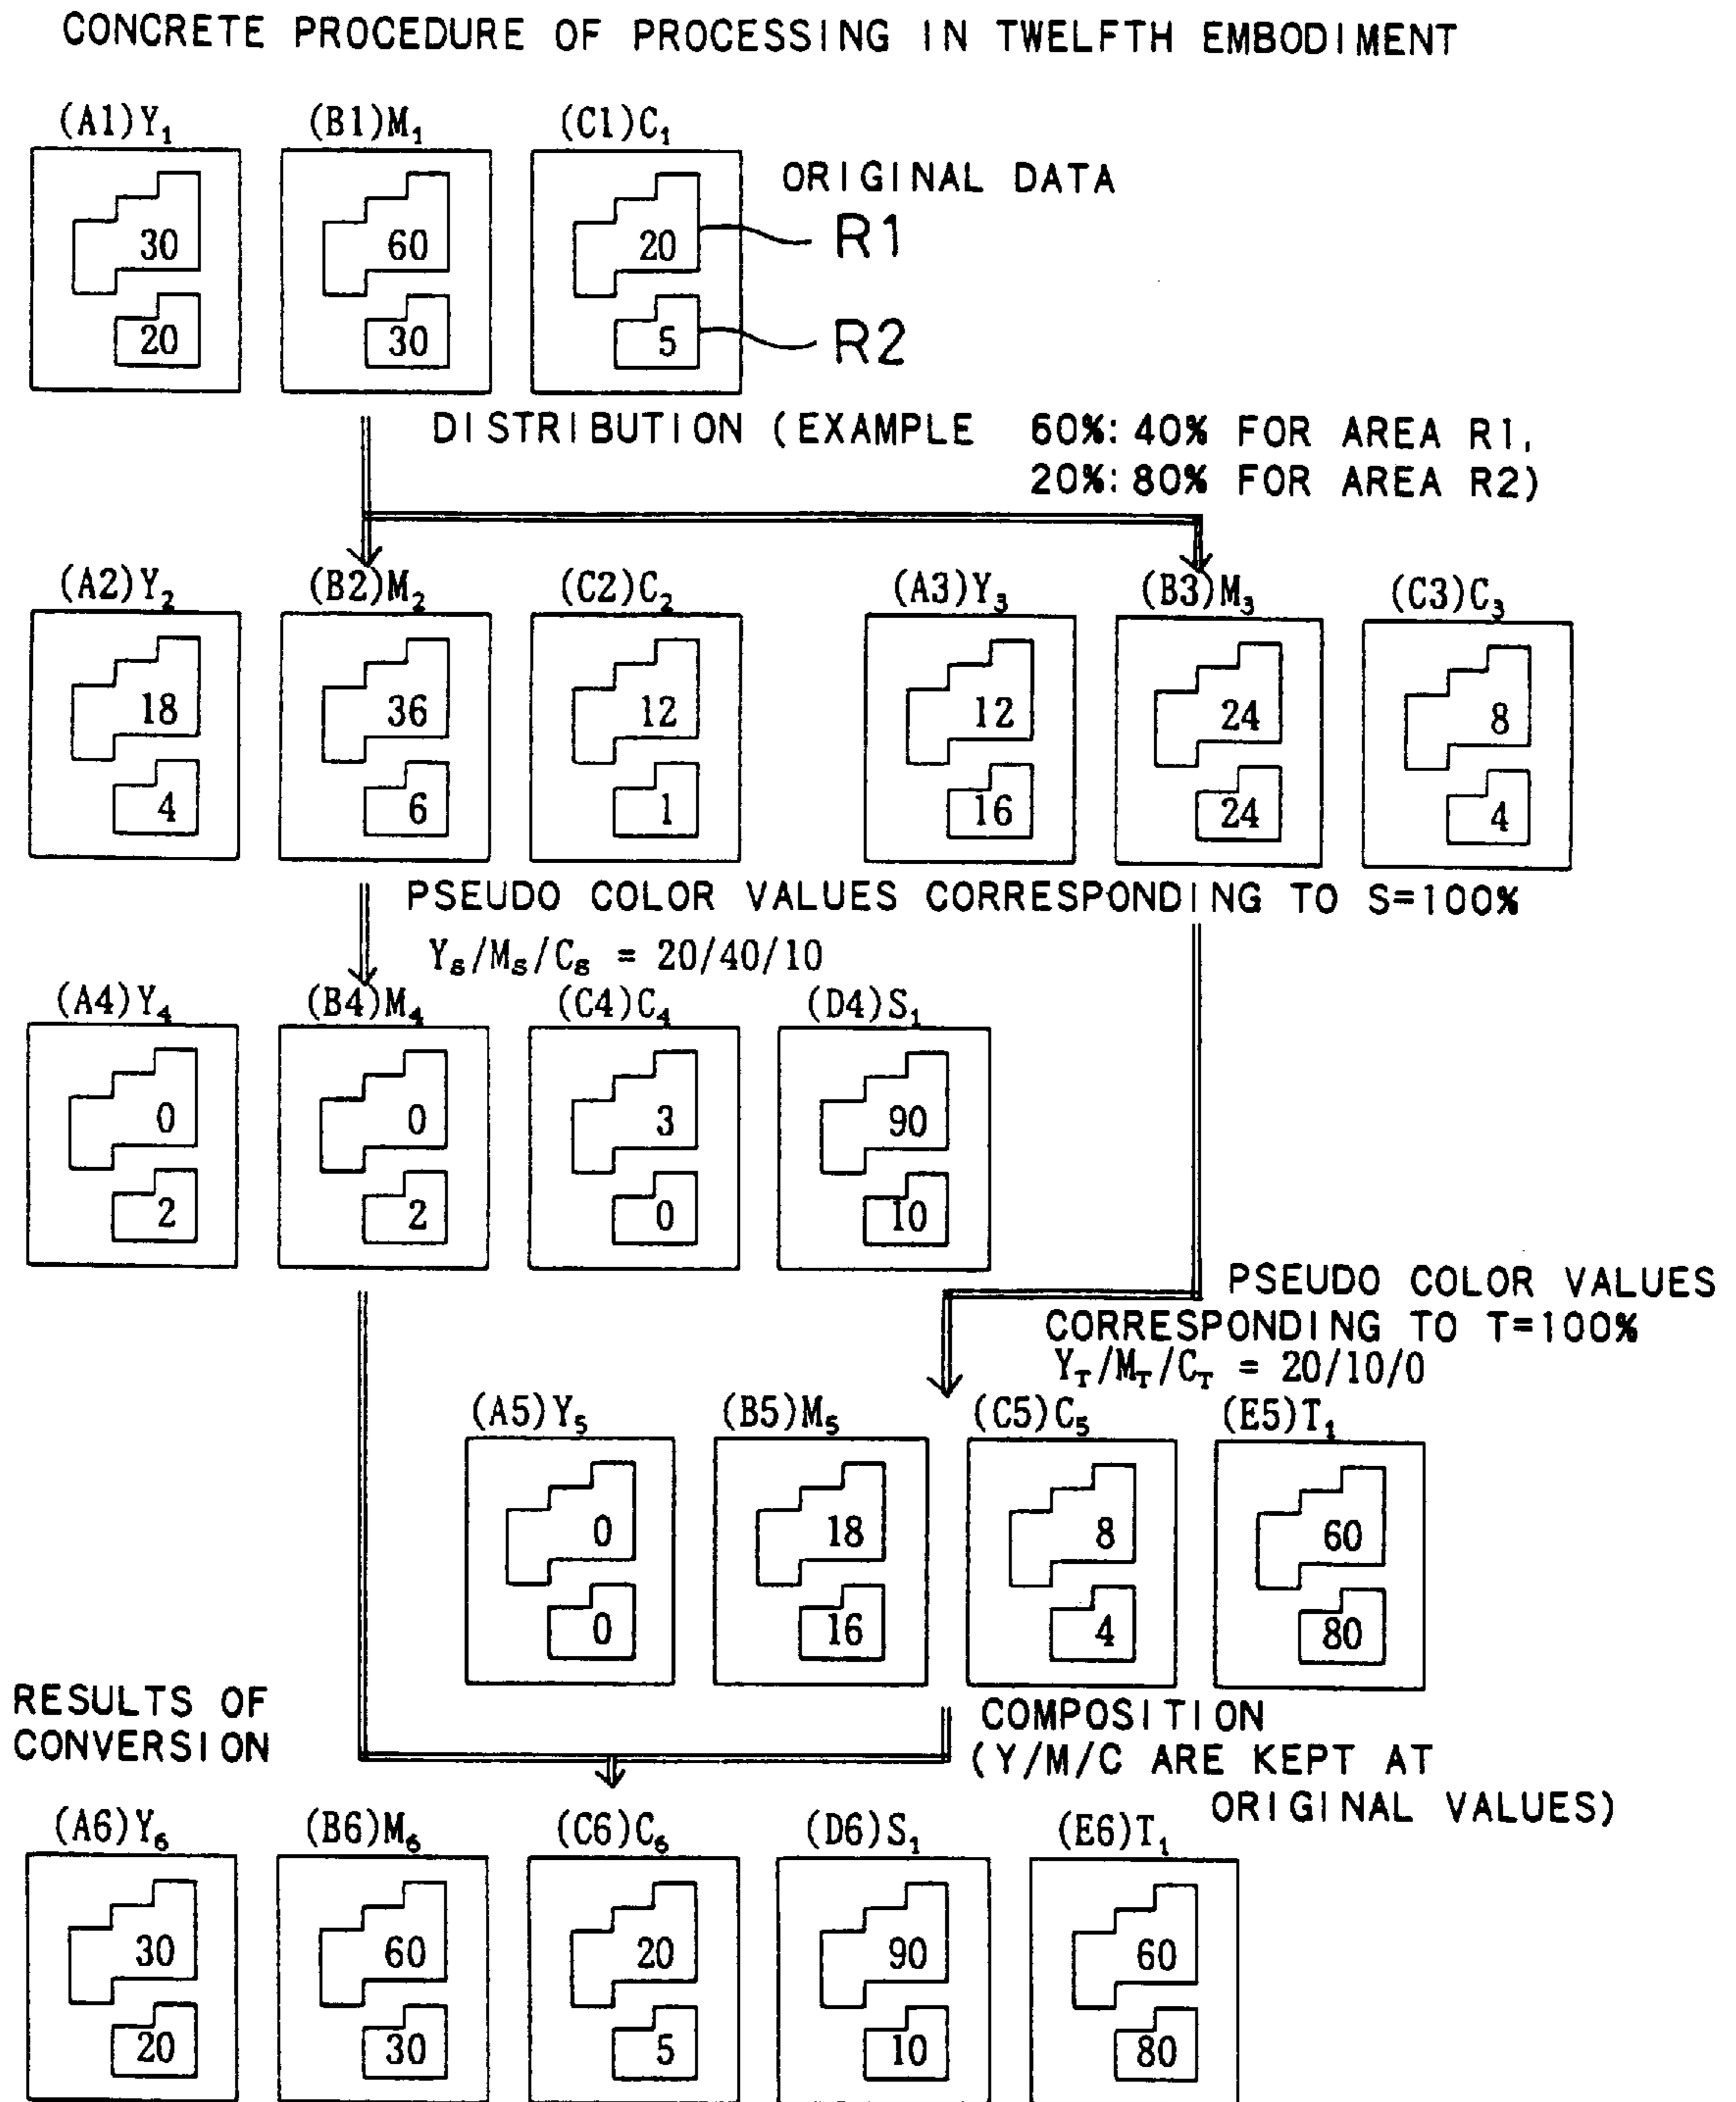 CONCRETE PROCEDURE OF PROCESSING IN TWELFTH EMBODIMENT
(A1)Y₁ (B1)M₁ (C1)C₁
ORIGINAL DATA
30 60 20 R1
20 30 5 R2
DISTRIBUTION (EXAMPLE 60%:40% FOR AREA R1,
20%:80% FOR AREA R2)
(A2)Y₂ (B2)M₂ (C2)C₂ (A3)Y₃ (B3)M₃ (C3)C₃
18 36 12 12 24 8
4 6 1 16 24 4
PSEUDO COLOR VALUES CORRESPONDING TO S=100%
Yₛ/Mₛ/Cₛ = 20/40/10
(A4)Y₄ (B4)M₄ (C4)C₄ (D4)S₁
0 0 3 90
2 2 0 10
PSEUDO COLOR VALUES
CORRESPONDING TO T=100%
Y_T/M_T/C_T = 20/10/0
(A5)Y₅ (B5)M₅ (C5)C₅ (E5)T₁
0 18 8 60
0 16 4 80
RESULTS OF
CONVERSION
COMPOSITION
(Y/M/C ARE KEPT AT
ORIGINAL VALUES)
(A6)Y₆ (B6)M₆ (C6)C₆ (D6)S₁ (E6)T₁
30 60 20 90 60
20 30 5 10 80